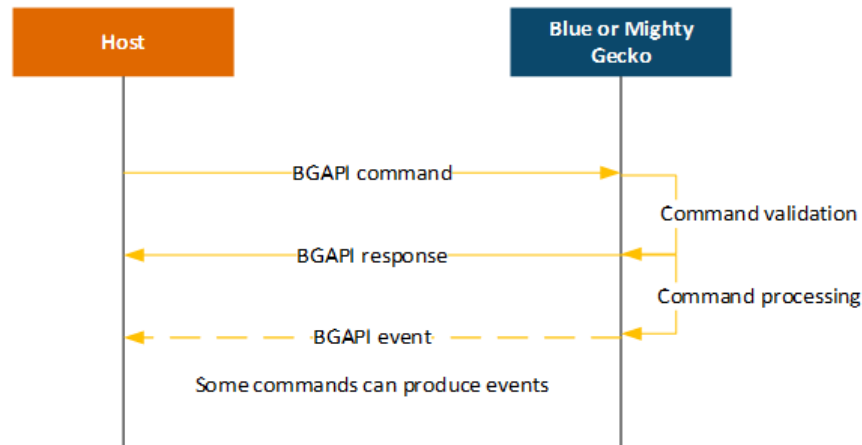 Host
Blue or Mighty
Gecko
BGAPI command
Command validation
BGAPI response
Command processing
BGAPI event
Some commands can produce events